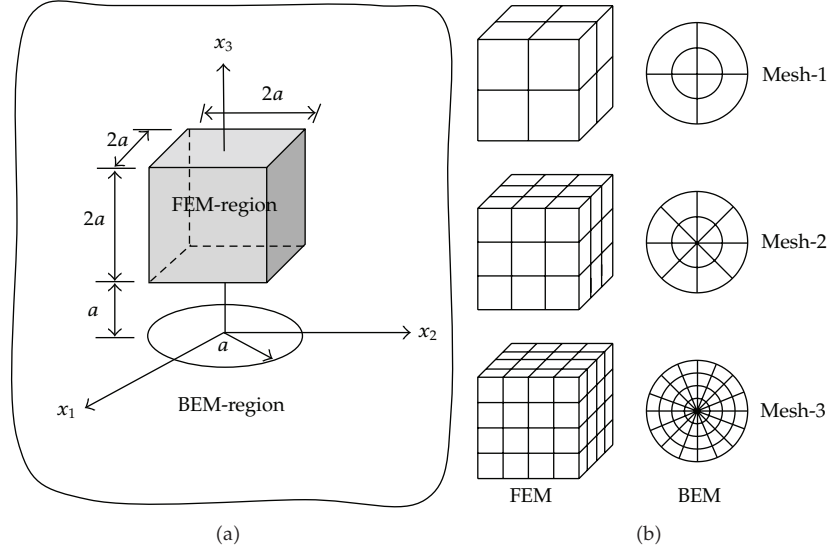 x3
2a
2a
2a
FEM-region
a
a
x2
x1
BEM-region
(a)
Mesh-1
Mesh-2
Mesh-3
FEM
BEM
(b)